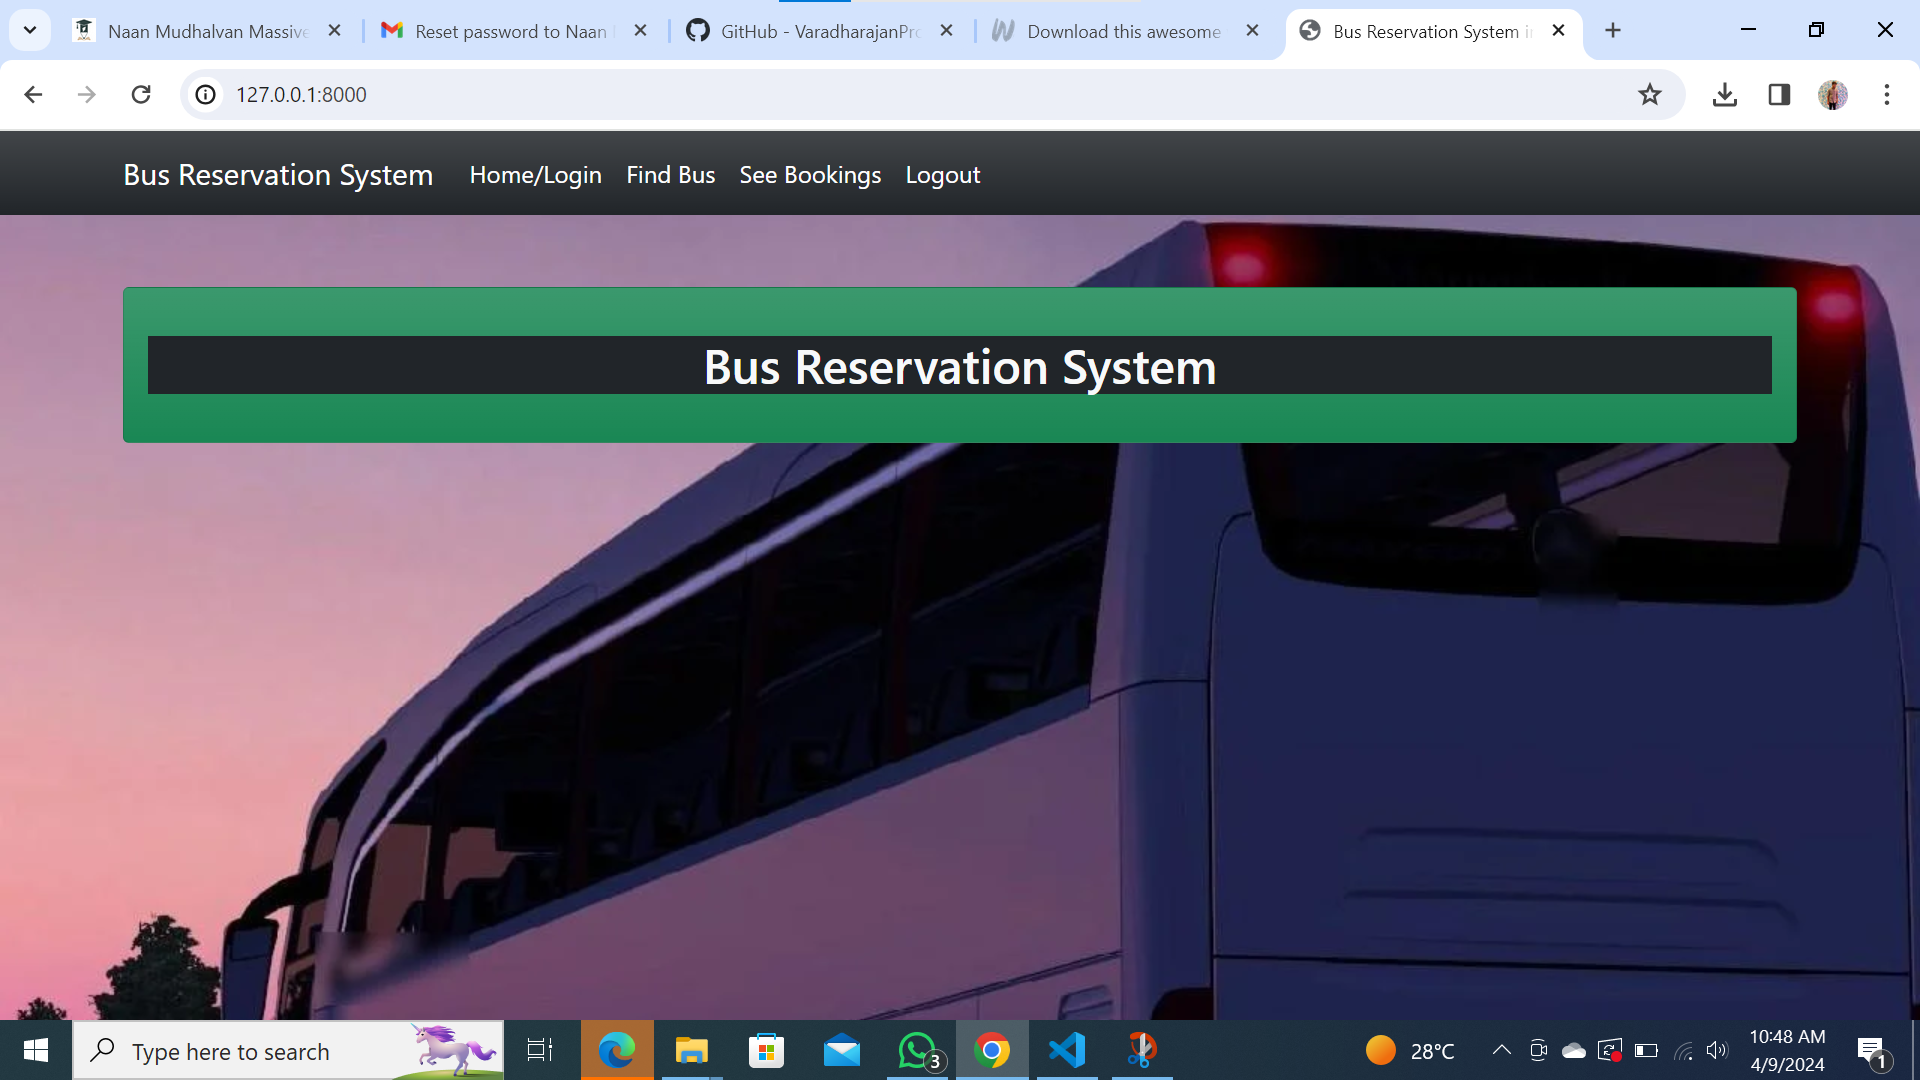 Naan Mudhalvan Massive
Reset password to Naan
GitHub - VaradharajanPro
Download this awesome
Bus Reservation System i
127.0.0.1:8000
Bus Reservation System Home/Login Find Bus See Bookings Logout
Bus Reservation System
Type here to search
3
28°C
10:48 AM
4/9/2024
1